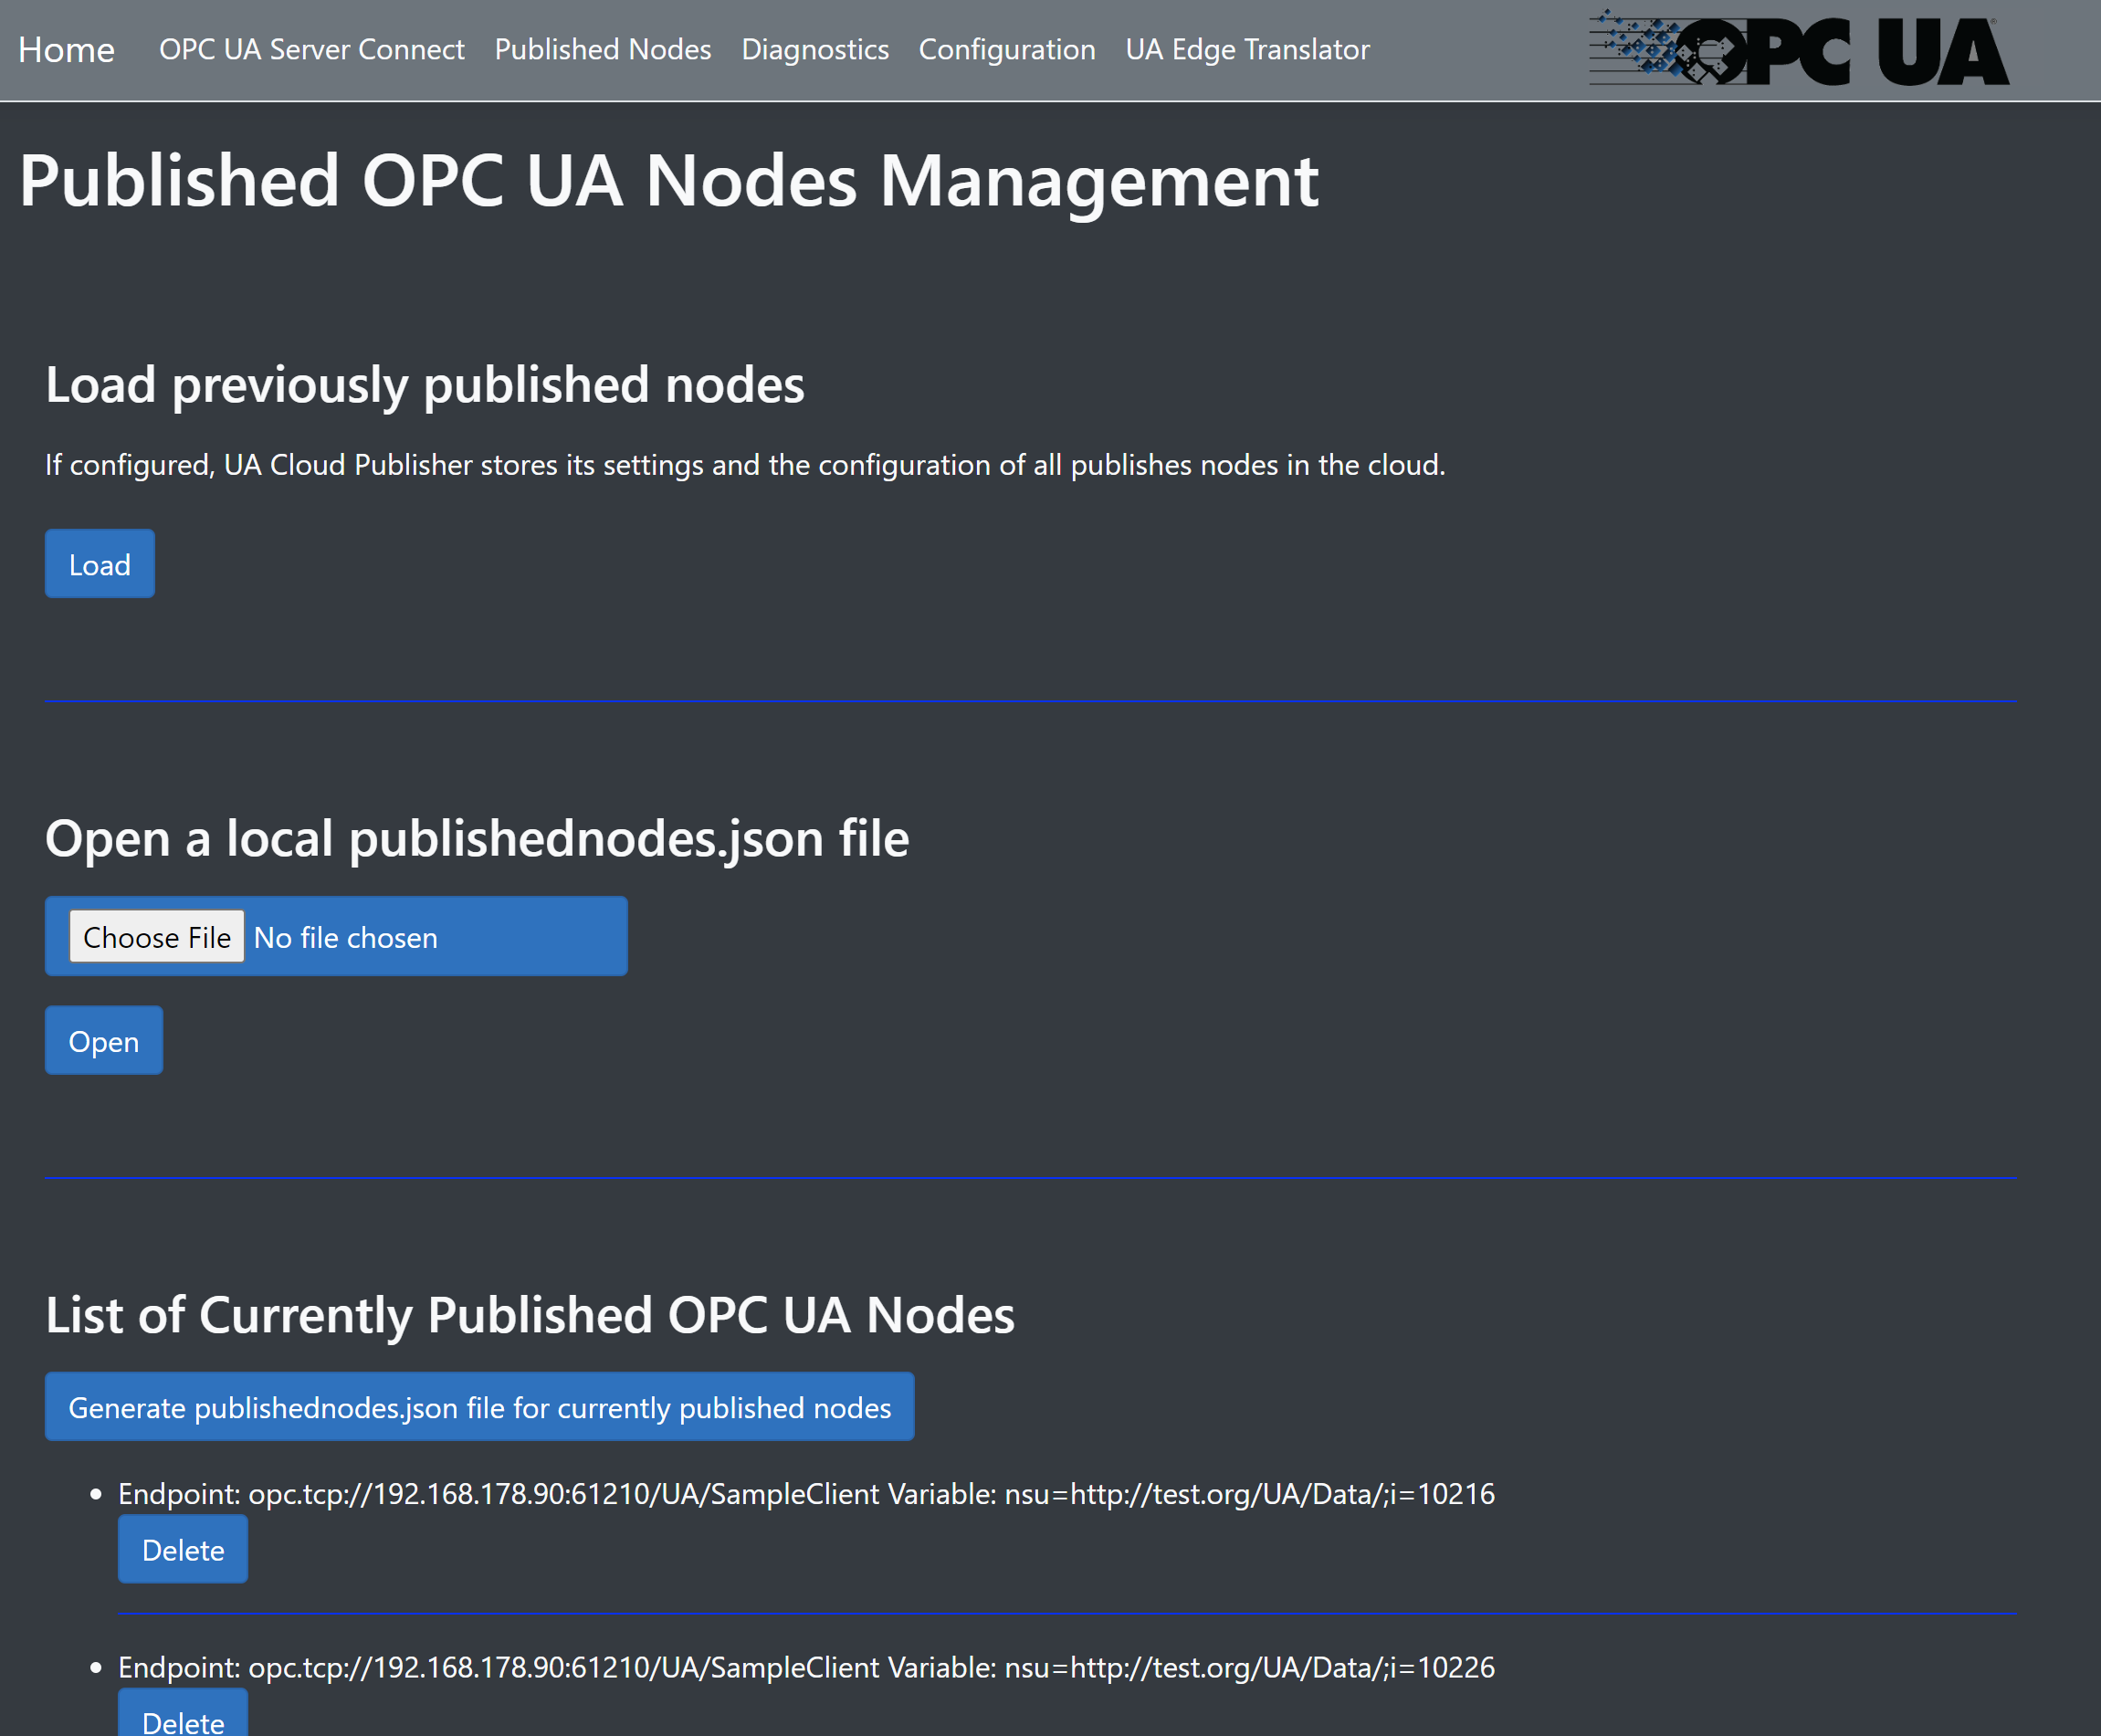 Home OPC UA Server Connect Published Nodes Diagnostics Configuration UA Edge Translator OPC UA ®
Published OPC UA Nodes Management
Load previously published nodes
If configured, UA Cloud Publisher stores its settings and the configuration of all publishes nodes in the cloud.
Load
Open a local publishednodes.json file
Choose File No file chosen
Open
List of Currently Published OPC UA Nodes
Generate publishednodes.json file for currently published nodes
• Endpoint: opc.tcp://192.168.178.90:61210/UA/SampleClient Variable: nsu=http://test.org/UA/Data/;i=10216
Delete
• Endpoint: opc.tcp://192.168.178.90:61210/UA/SampleClient Variable: nsu=http://test.org/UA/Data/;i=10226
Delete